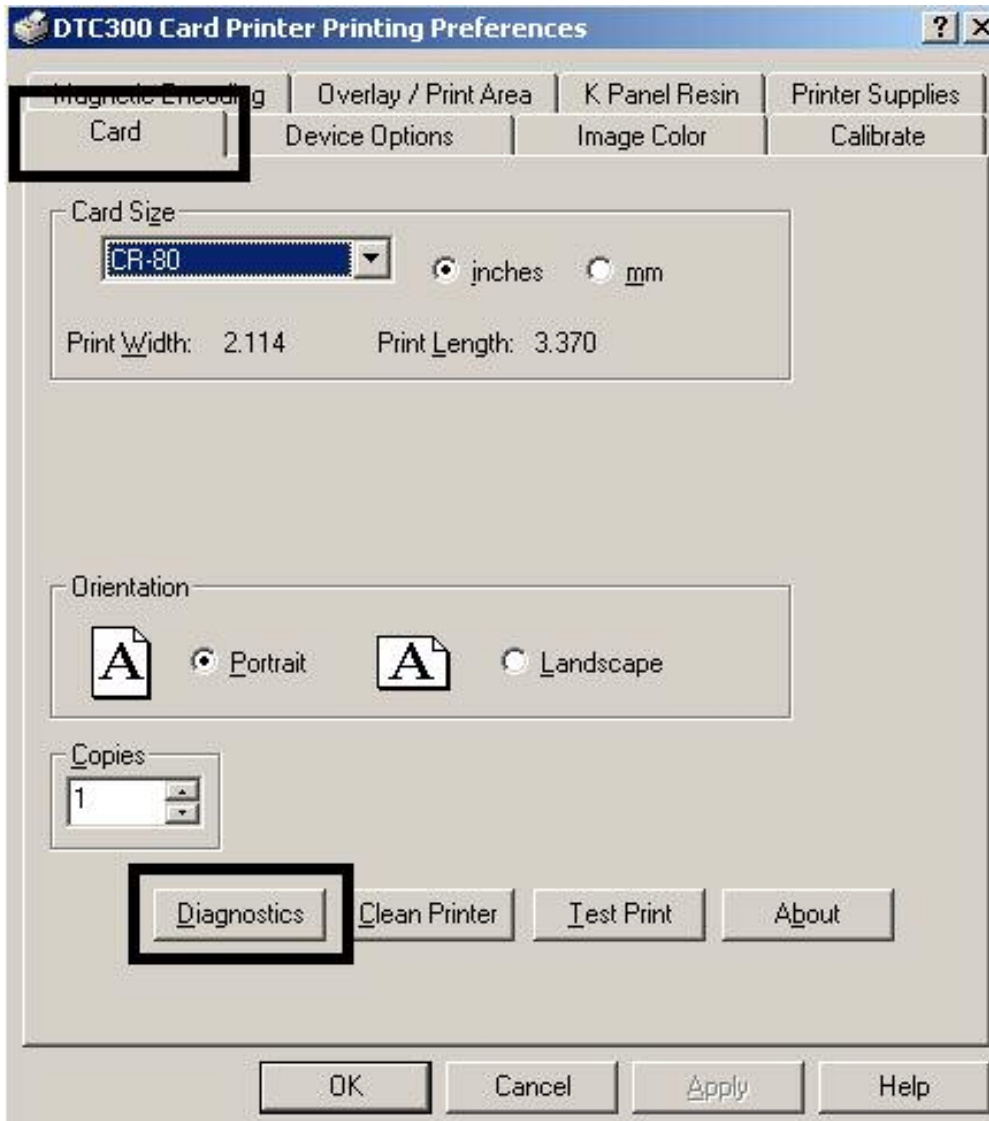 DTC300 Card Printer Printing Preferences
Magnetic Encoding Overlay / Print Area K Panel Resin Printer Supplies
Card Device Options Image Color Calibrate
Card Size
CR-80 inches mm
Print Width: 2.114 Print Length: 3.370
Orientation
A Portrait A Landscape
Copies
1
Diagnostics Clean Printer Test Print About
OK Cancel Apply Help